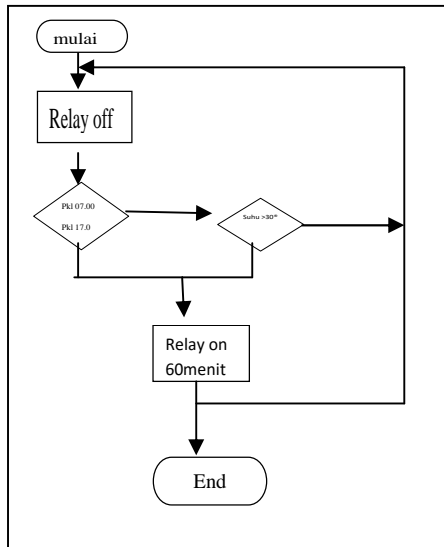 mulai
Relay off
Pkl 07.00
Pkl 17.0
Suhu >30°
Relay on
60menit
End